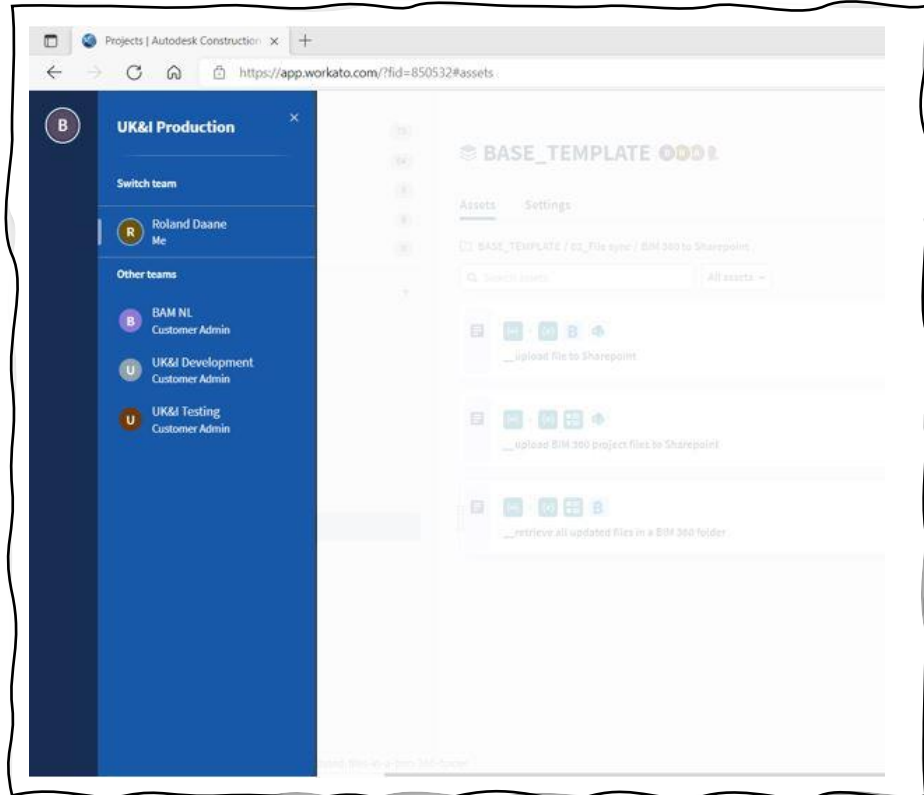 Projects | Autodesk Construction
https://app.workato.com/?fid=850532#assets
B
UK&I Production
Switch team
R
Roland Daane
Me
Other teams
B
BAM NL
Customer Admin
U
UK&I Development
Customer Admin
U
UK&I Testing
Customer Admin
BASE_TEMPLATE
Assets Settings
BASE_TEMPLATE / 02_File sync / BIM 360 to Sharepoint
Search assets
All assets
B
__upload file to Sharepoint
__upload BIM 360 project files to Sharepoint
B
__retrieve all updated files in a BIM 360 folder